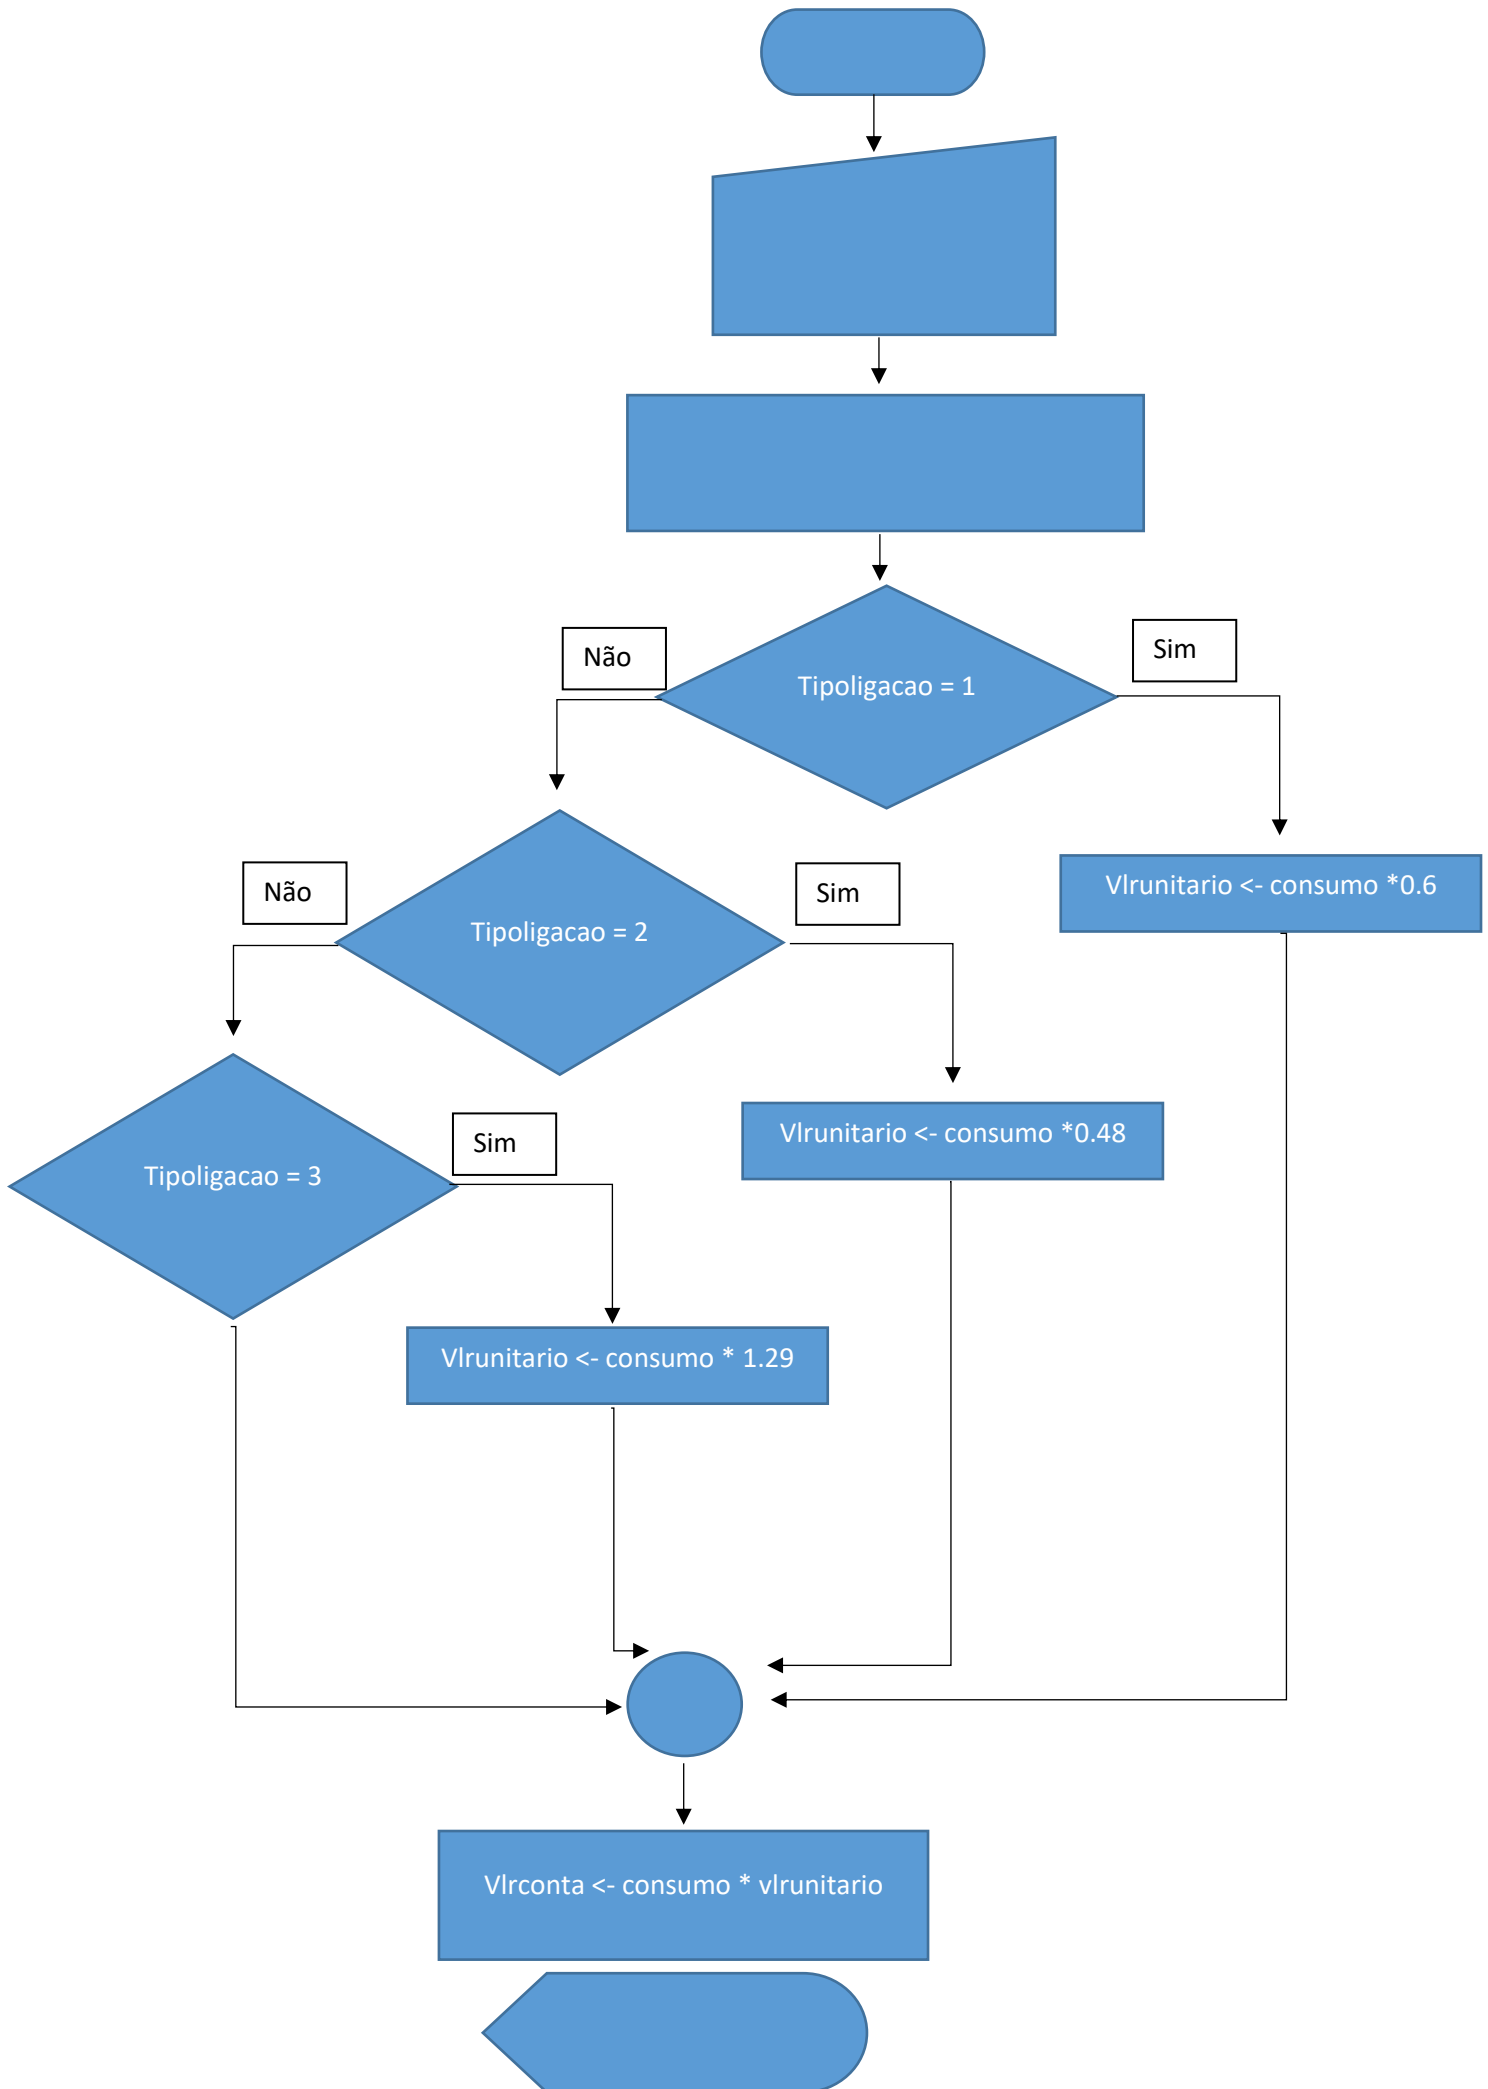 Não
Sim
Tipoligacao = 1
Não
Sim
Vlrunitario <- consumo *0.6
Tipoligacao = 2
Sim
Vlrunitario <- consumo *0.48
Tipoligacao = 3
Vlrunitario <- consumo * 1.29
Vlrconta <- consumo * vlrunitario